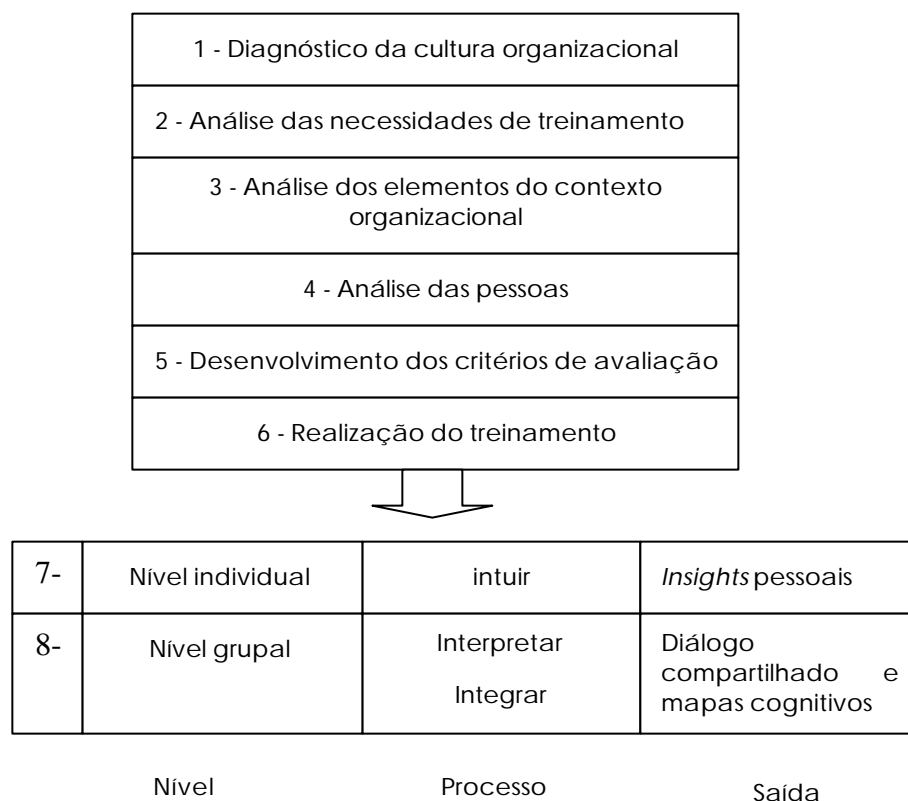 1 - Diagnóstico da cultura organizacional
2 - Análise das necessidades de treinamento
3 - Análise dos elementos do contexto
organizacional
4 - Análise das pessoas
5 - Desenvolvimento dos critérios de avaliação
6 - Realização do treinamento
7- Nível individual intuir Insights pessoais
8- Nível grupal
Interpretar
Integrar
Diálogo
compartilhado e
mapas cognitivos
Nível Processo Saída